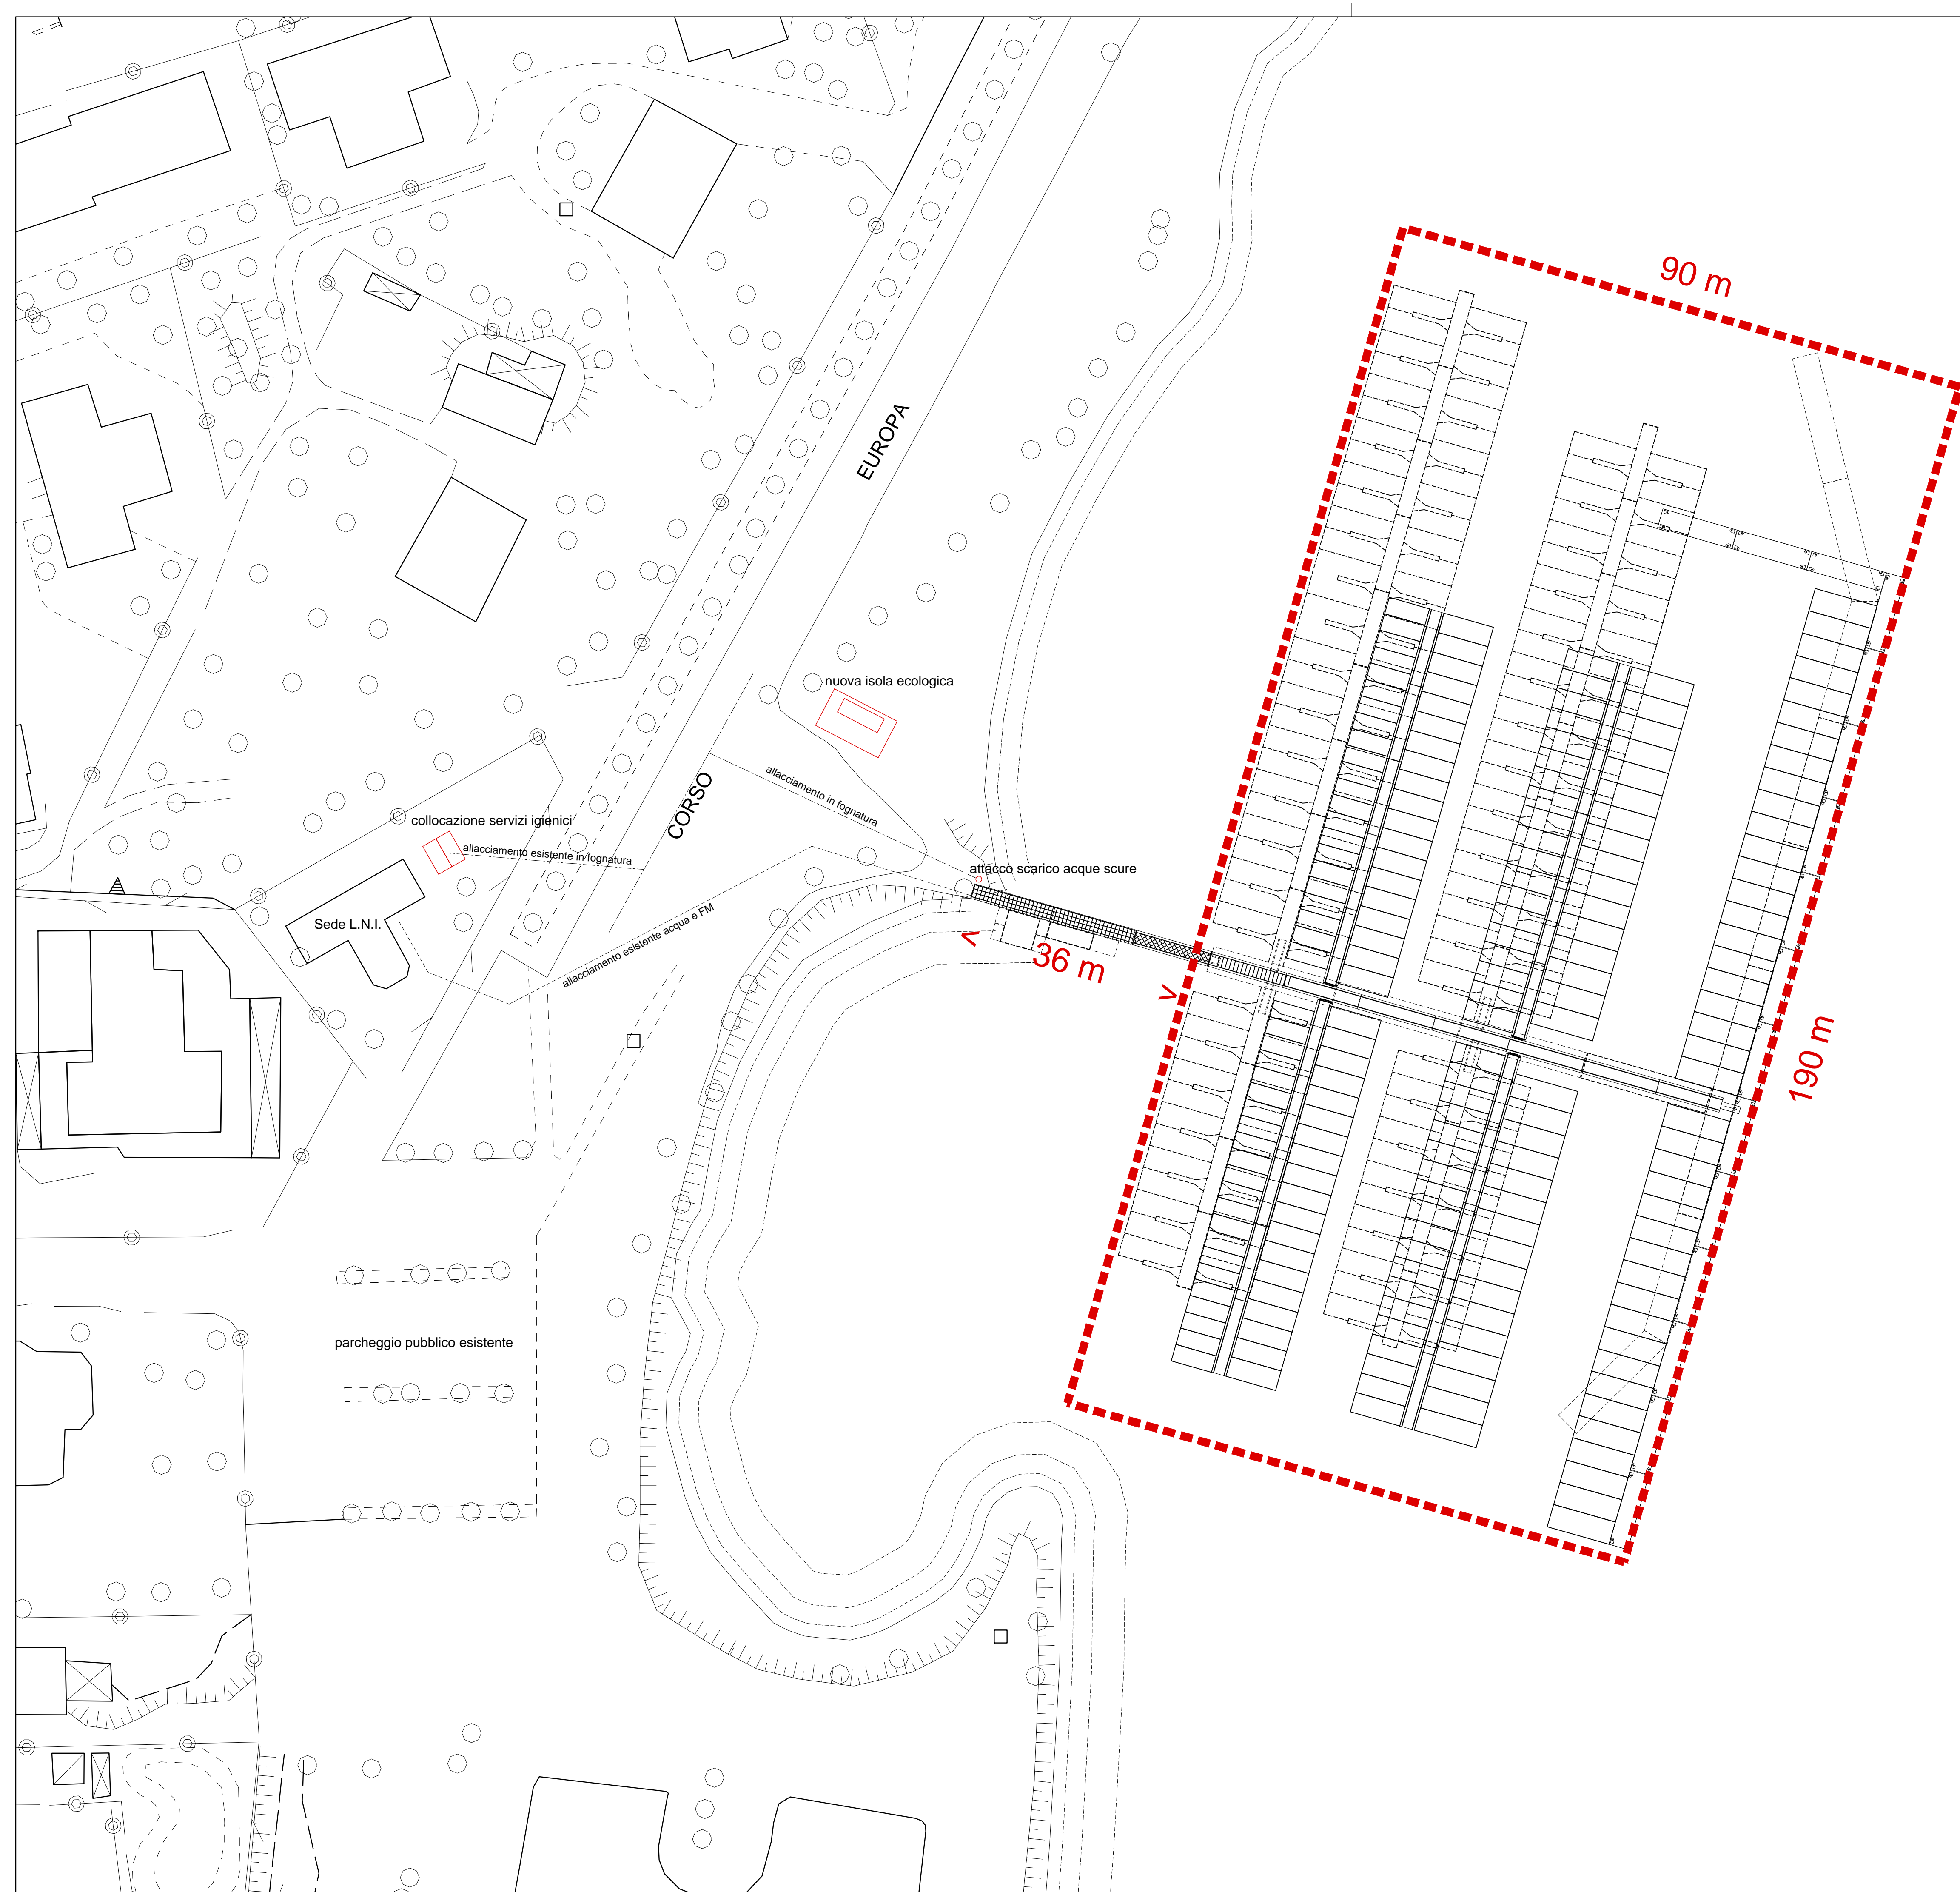 90 m
EUROPA
nuova isola ecologica
allacciamento in fognatura
CORSO
collocazione servizi igienici
allacciamento esistente in fognatura
attacco scarico acque scure
Sede L.N.I.
allacciamento esistente acqua e FM
36 m
190 m
parcheggio pubblico esistente